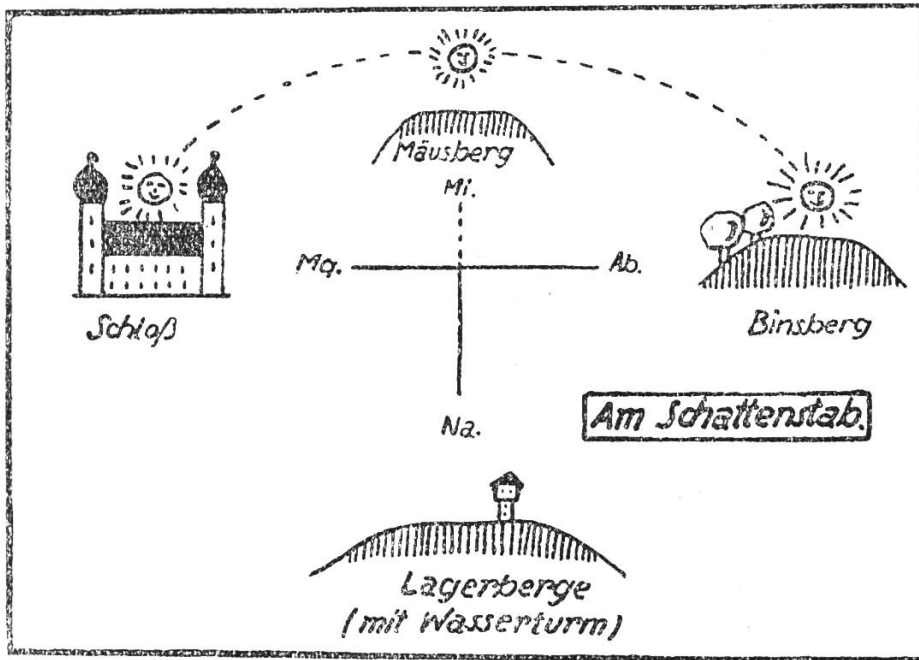 Mäusberg
Mi.
Mg. Ab.
Schloß
Binsberg
Na.
Am Schattenstab.
Lagerberge
(mit Wasserturm)